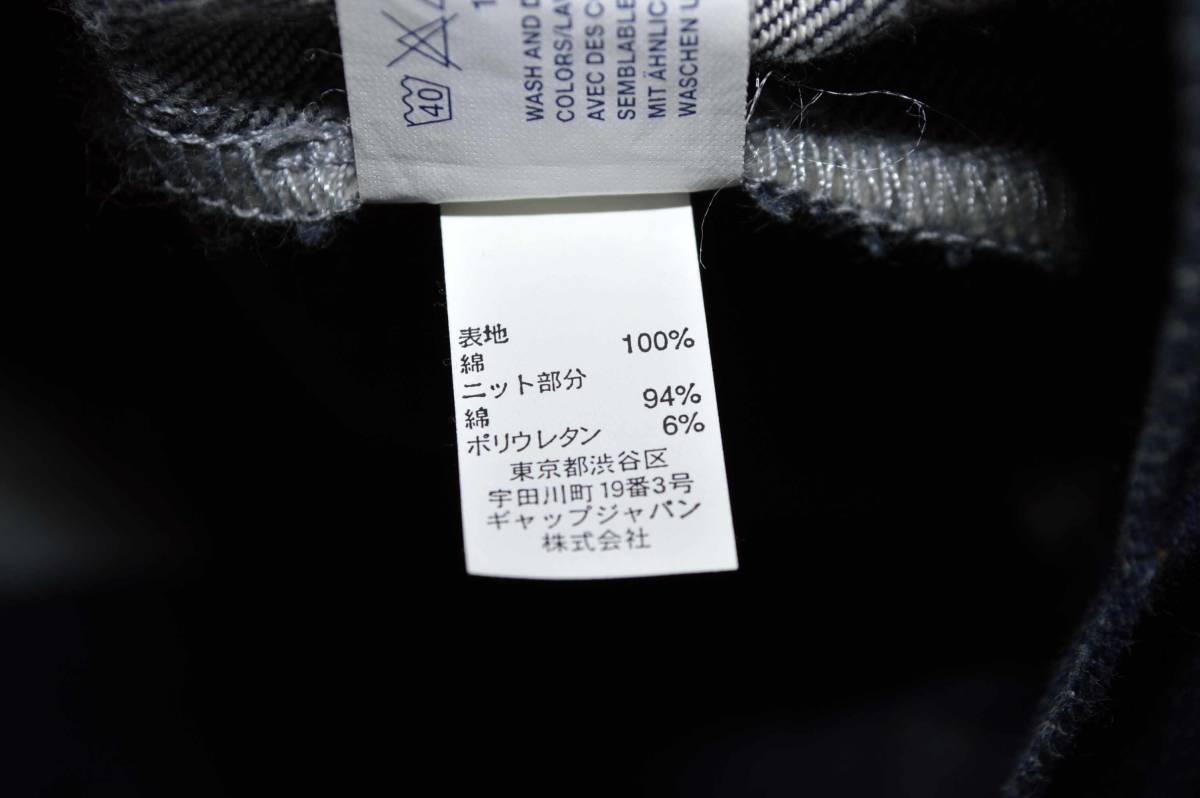 40
WASH AND D
COLORS/LA
AVEC DES CO
SEMBLABLE
MIT ÄHNLIC
WASCHEN U
表地
綿 100%
ニット部分
綿 94%
ポリウレタン 6%
東京都渋谷区
宇田川町19番3号
ギャップジャパン
株式会社